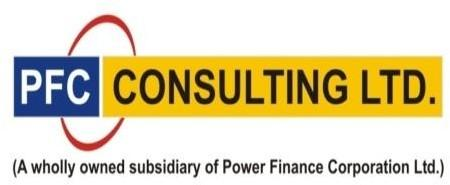 PFC CONSULTING LTD.
(A wholly owned subsidiary of Power Finance Corporation Ltd.)